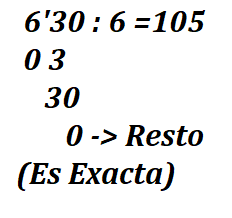 6'30 : 6 =105
0 3
30
0 -> Resto
(Es Exacta)